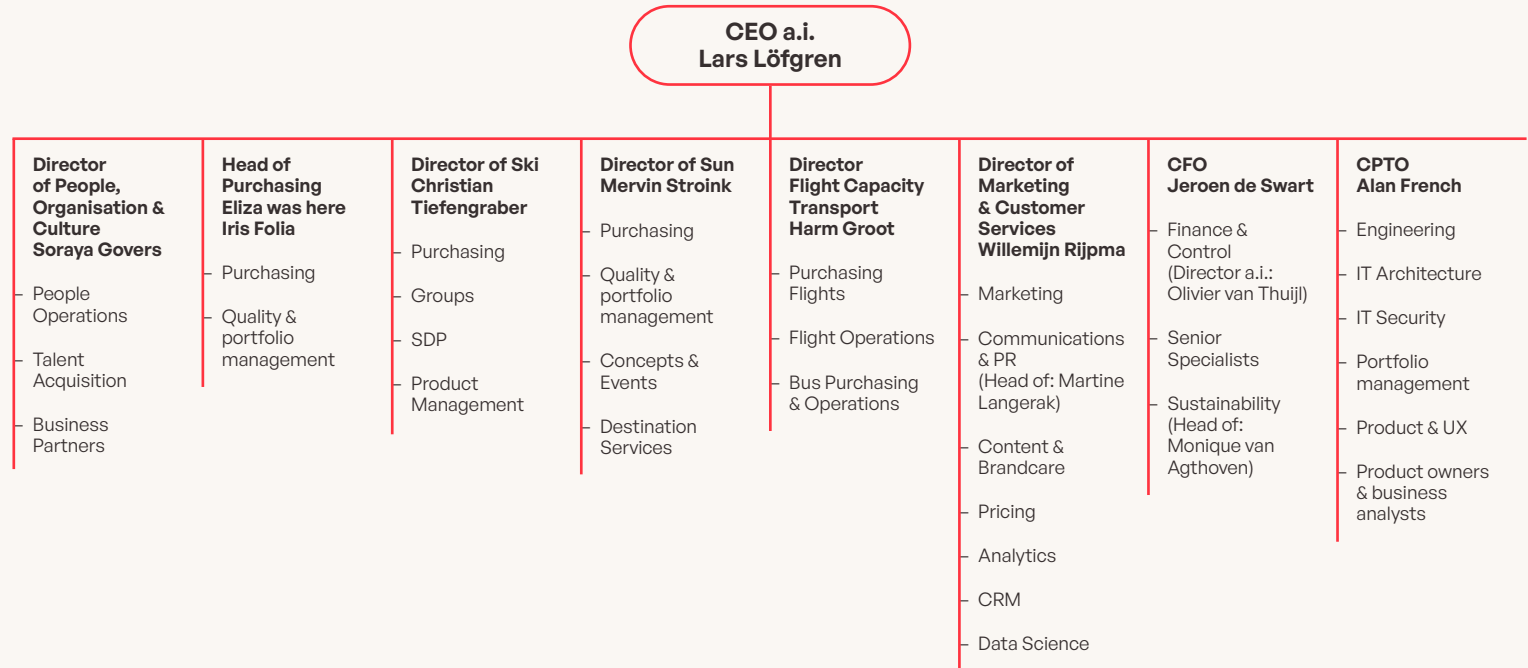 CEO a.i.
Lars Löfgren
Director
of People,
Organisation &
Culture
Soraya Govers
People
Operations
Talent
Acquisition
Business
Partners
Head of
Purchasing
Eliza was here
Iris Folia
Purchasing
Quality &
portfolio
management
Director of Ski
Christian
Tiefengraber
Purchasing
Groups
SDP
Product
Management
Director of Sun
Mervin Stroink
Purchasing
Quality &
portfolio
management
Concepts &
Events
Destination
Services
Director
Flight Capacity
Transport
Harm Groot
Purchasing
Flights
Flight Operations
Bus Purchasing
& Operations
Director of
Marketing
& Customer
Services
Willemijn Rijpma
Marketing
Communications
& PR
(Head of: Martine
Langerak)
Content &
Brandcare
Pricing
Analytics
CRM
Data Science
CFO
Jeroen de Swart
Finance &
Control
(Director a.i.:
Olivier van Thuijl)
Senior
Specialists
Sustainability
(Head of:
Monique van
Agthoven)
CPTO
Alan French
Engineering
IT Architecture
IT Security
Portfolio
management
Product & UX
Product owners
& business
analysts